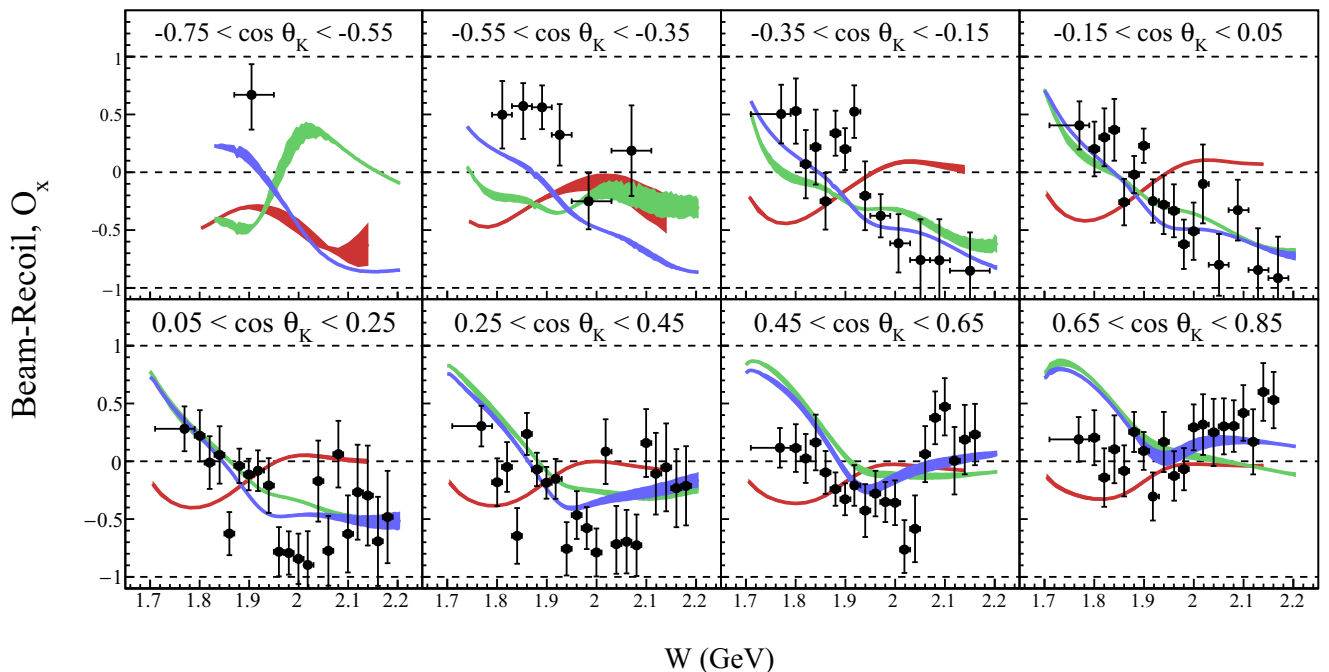 Beam-Recoil, O_x
-0.75 < cos θ_K < -0.55
-0.55 < cos θ_K < -0.35
-0.35 < cos θ_K < -0.15
-0.15 < cos θ_K < 0.05
1
0.5
0
−0.5
−1
0.05 < cos θ_K < 0.25
0.25 < cos θ_K < 0.45
0.45 < cos θ_K < 0.65
0.65 < cos θ_K < 0.85
1
0.5
0
−0.5
−1
1.7 1.8 1.9 2 2.1 2.2
1.7 1.8 1.9 2 2.1 2.2
1.7 1.8 1.9 2 2.1 2.2
1.7 1.8 1.9 2 2.1 2.2
W (GeV)